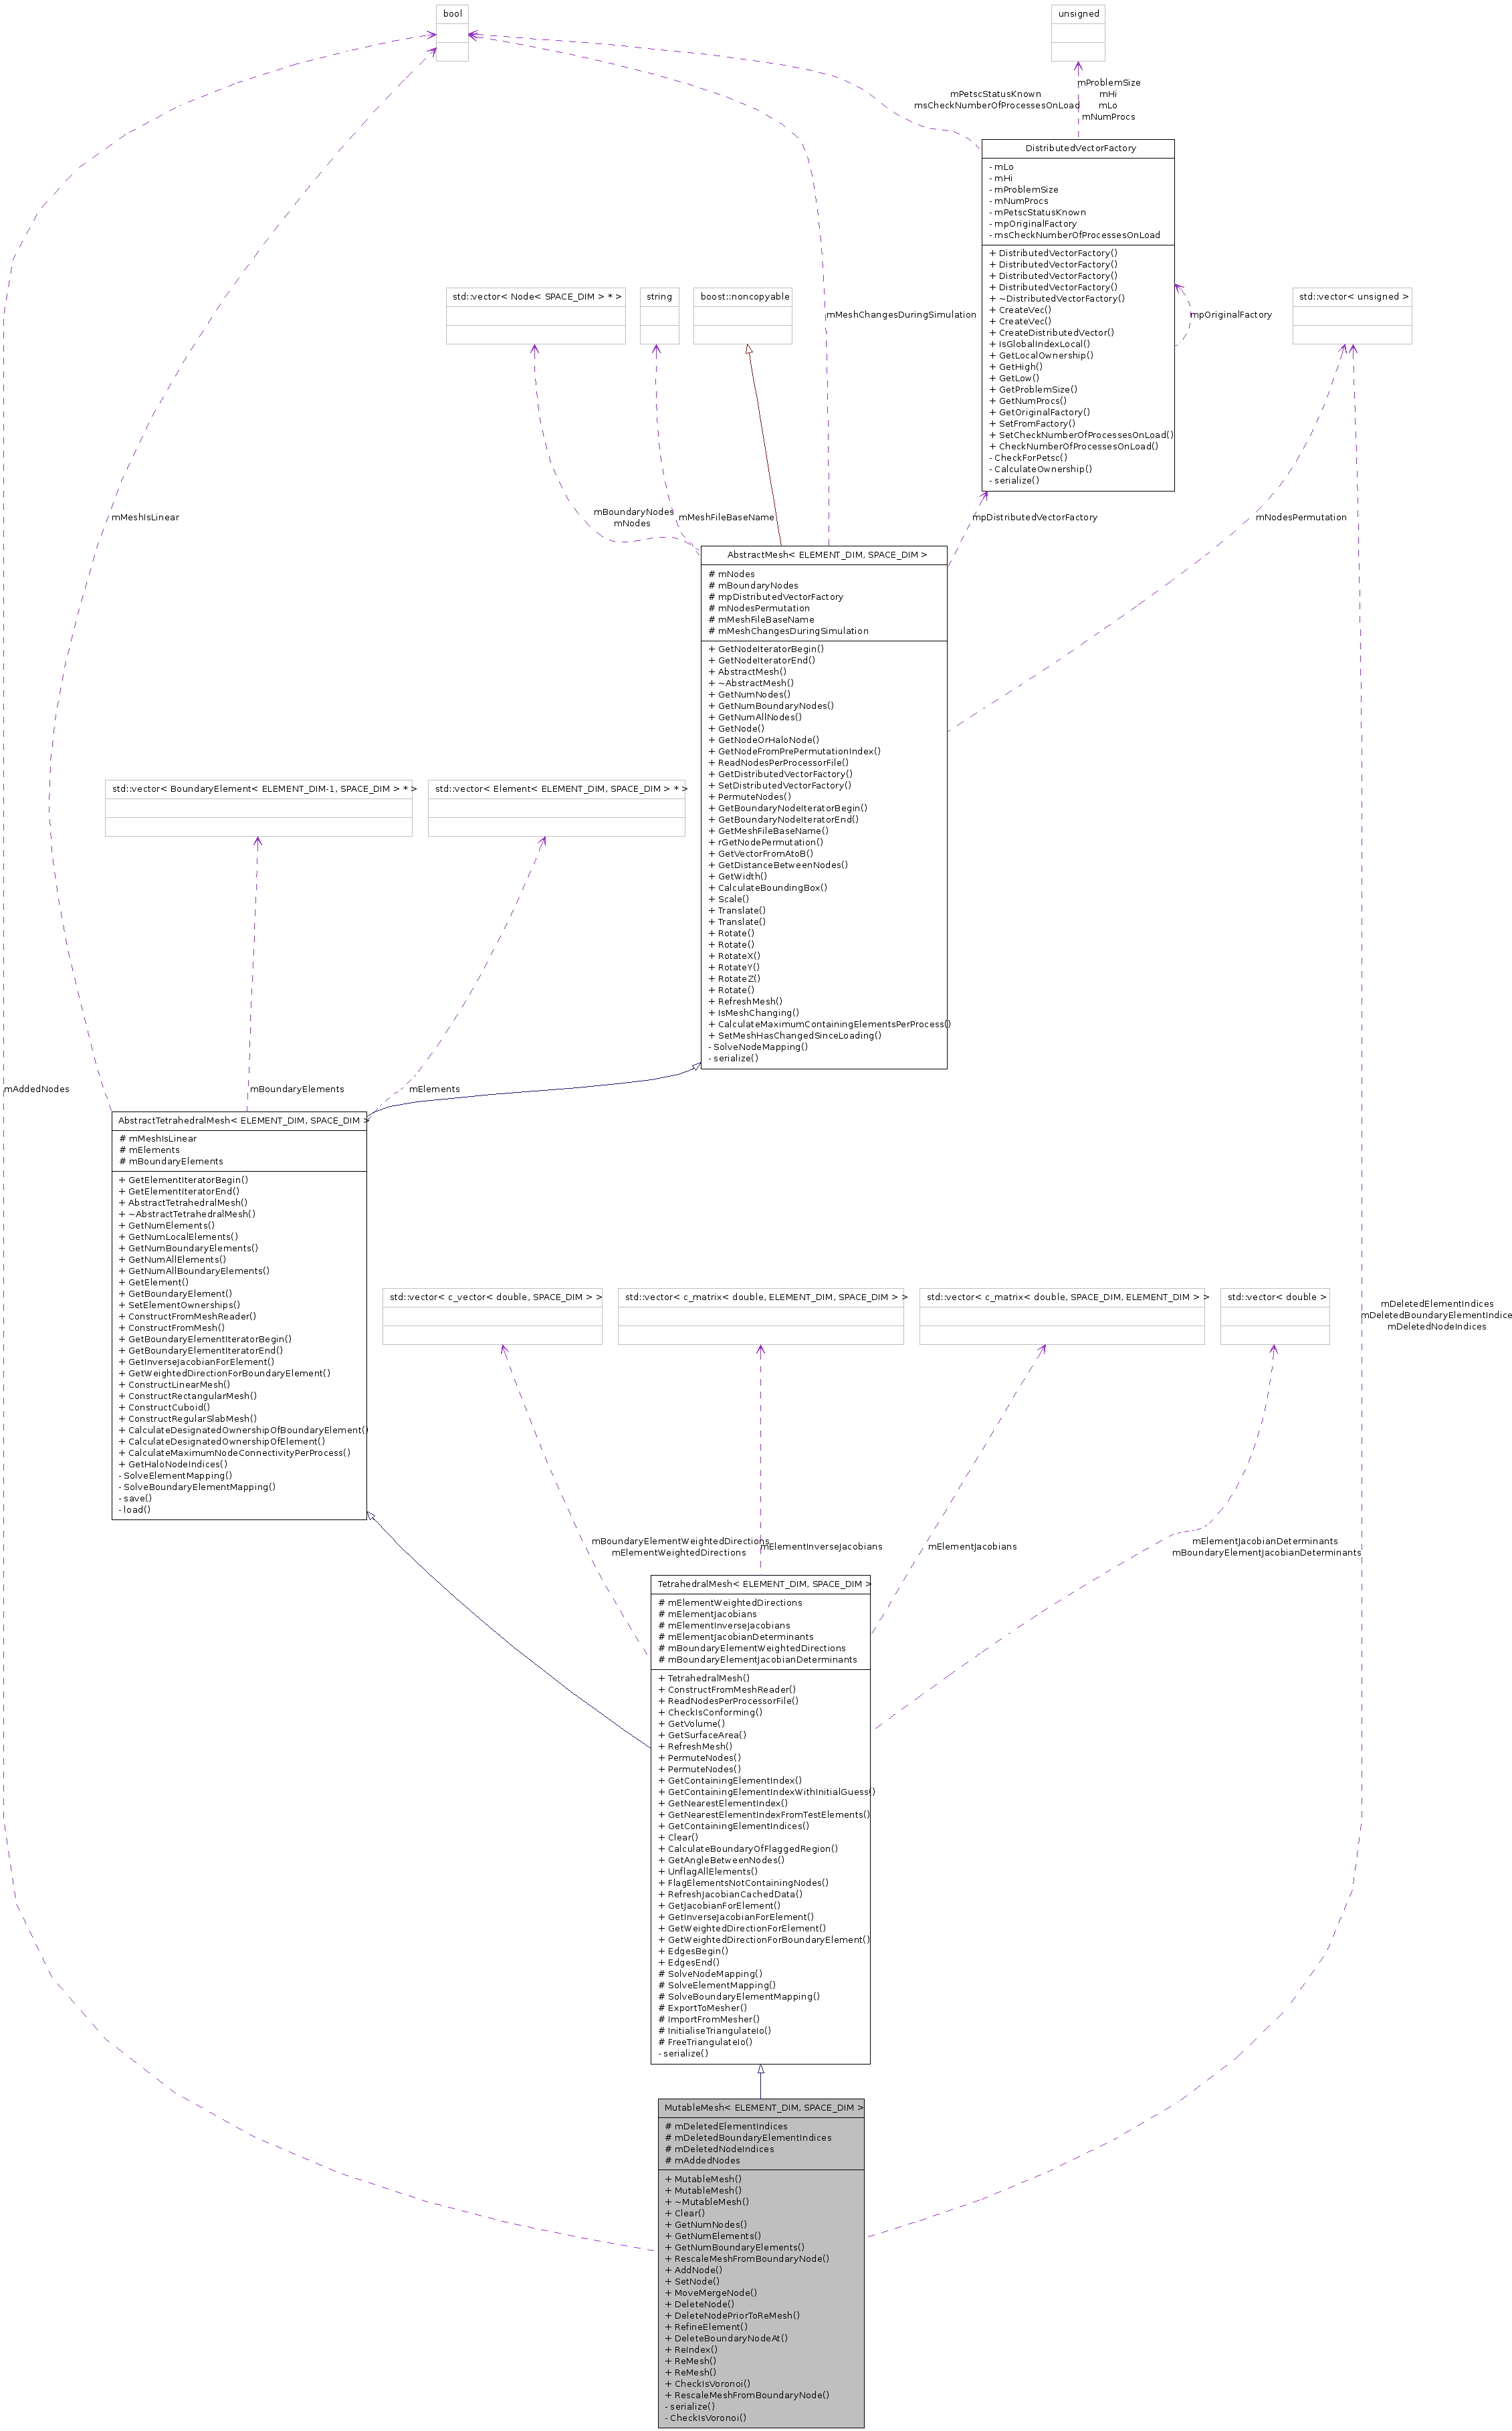 bool
unsigned
mProblemSize
mHi
mLo
mNumProcs
mPetscStatusKnown
msCheckNumberOfProcessesOnLoad
DistributedVectorFactory
- mLo
- mHi
- mProblemSize
- mNumProcs
- mPetscStatusKnown
- mpOriginalFactory
- msCheckNumberOfProcessesOnLoad
+ DistributedVectorFactory()
+ DistributedVectorFactory()
+ DistributedVectorFactory()
+ DistributedVectorFactory()
+ ~DistributedVectorFactory()
+ CreateVec()
+ CreateVec()
+ CreateDistributedVector()
+ IsGlobalIndexLocal()
+ GetLocalOwnership()
+ GetHigh()
+ GetLow()
+ GetProblemSize()
+ GetNumProcs()
+ GetOriginalFactory()
+ SetFromFactory()
+ SetCheckNumberOfProcessesOnLoad()
+ CheckNumberOfProcessesOnLoad()
- CheckForPetsc()
- CalculateOwnership()
- serialize()
std::vector< Node< SPACE_DIM > * >
string
boost::noncopyable
std::vector< unsigned >
mMeshChangesDuringSimulation
mpOriginalFactory
mMeshIsLinear
mBoundaryNodes
mNodes
mMeshFileBaseName
mpDistributedVectorFactory
mNodesPermutation
AbstractMesh< ELEMENT_DIM, SPACE_DIM >
# mNodes
# mBoundaryNodes
# mpDistributedVectorFactory
# mNodesPermutation
# mMeshFileBaseName
# mMeshChangesDuringSimulation
+ GetNodeIteratorBegin()
+ GetNodeIteratorEnd()
+ AbstractMesh()
+ ~AbstractMesh()
+ GetNumNodes()
+ GetNumBoundaryNodes()
+ GetNumAllNodes()
+ GetNode()
+ GetNodeOrHaloNode()
+ GetNodeFromPrePermutationIndex()
+ ReadNodesPerProcessorFile()
+ GetDistributedVectorFactory()
+ SetDistributedVectorFactory()
+ PermuteNodes()
+ GetBoundaryNodeIteratorBegin()
+ GetBoundaryNodeIteratorEnd()
+ GetMeshFileBaseName()
+ rGetNodePermutation()
+ GetVectorFromAtoB()
+ GetDistanceBetweenNodes()
+ GetWidth()
+ CalculateBoundingBox()
+ Scale()
+ Translate()
+ Translate()
+ Rotate()
+ Rotate()
+ RotateX()
+ RotateY()
+ RotateZ()
+ Rotate()
+ RefreshMesh()
+ IsMeshChanging()
+ CalculateMaximumContainingElementsPerProcess()
+ SetMeshHasChangedSinceLoading()
- SolveNodeMapping()
- serialize()
std::vector< BoundaryElement< ELEMENT_DIM-1, SPACE_DIM > * >
std::vector< Element< ELEMENT_DIM, SPACE_DIM > * >
mAddedNodes
mBoundaryElements
mElements
AbstractTetrahedralMesh< ELEMENT_DIM, SPACE_DIM >
# mMeshIsLinear
# mElements
# mBoundaryElements
+ GetElementIteratorBegin()
+ GetElementIteratorEnd()
+ AbstractTetrahedralMesh()
+ ~AbstractTetrahedralMesh()
+ GetNumElements()
+ GetNumLocalElements()
+ GetNumBoundaryElements()
+ GetNumAllElements()
+ GetNumAllBoundaryElements()
+ GetElement()
+ GetBoundaryElement()
+ SetElementOwnerships()
+ ConstructFromMeshReader()
+ ConstructFromMesh()
+ GetBoundaryElementIteratorBegin()
+ GetBoundaryElementIteratorEnd()
+ GetInverseJacobianForElement()
+ GetWeightedDirectionForBoundaryElement()
+ ConstructLinearMesh()
+ ConstructRectangularMesh()
+ ConstructCuboid()
+ ConstructRegularSlabMesh()
+ CalculateDesignatedOwnershipOfBoundaryElement()
+ CalculateDesignatedOwnershipOfElement()
+ CalculateMaximumNodeConnectivityPerProcess()
+ GetHaloNodeIndices()
- SolveElementMapping()
- SolveBoundaryElementMapping()
- save()
- load()
std::vector< c_vector< double, SPACE_DIM > >
std::vector< c_matrix< double, ELEMENT_DIM, SPACE_DIM > >
std::vector< c_matrix< double, SPACE_DIM, ELEMENT_DIM > >
std::vector< double >
mDeletedElementIndices
mDeletedBoundaryElementIndice
mDeletedNodeIndices
mBoundaryElementWeightedDirections
mElementWeightedDirections
mElementInverseJacobians
mElementJacobians
mElementJacobianDeterminants
mBoundaryElementJacobianDeterminants
TetrahedralMesh< ELEMENT_DIM, SPACE_DIM >
# mElementWeightedDirections
# mElementJacobians
# mElementInverseJacobians
# mElementJacobianDeterminants
# mBoundaryElementWeightedDirections
# mBoundaryElementJacobianDeterminants
+ TetrahedralMesh()
+ ConstructFromMeshReader()
+ ReadNodesPerProcessorFile()
+ CheckIsConforming()
+ GetVolume()
+ GetSurfaceArea()
+ RefreshMesh()
+ PermuteNodes()
+ PermuteNodes()
+ GetContainingElementIndex()
+ GetContainingElementIndexWithInitialGuess()
+ GetNearestElementIndex()
+ GetNearestElementIndexFromTestElements()
+ GetContainingElementIndices()
+ Clear()
+ CalculateBoundaryOfFlaggedRegion()
+ GetAngleBetweenNodes()
+ UnflagAllElements()
+ FlagElementsNotContainingNodes()
+ RefreshJacobianCachedData()
+ GetJacobianForElement()
+ GetInverseJacobianForElement()
+ GetWeightedDirectionForElement()
+ GetWeightedDirectionForBoundaryElement()
+ EdgesBegin()
+ EdgesEnd()
# SolveNodeMapping()
# SolveElementMapping()
# SolveBoundaryElementMapping()
# ExportToMesher()
# ImportFromMesher()
# InitialiseTriangulateIo()
# FreeTriangulateIo()
- serialize()
MutableMesh< ELEMENT_DIM, SPACE_DIM >
# mDeletedElementIndices
# mDeletedBoundaryElementIndices
# mDeletedNodeIndices
# mAddedNodes
+ MutableMesh()
+ MutableMesh()
+ ~MutableMesh()
+ Clear()
+ GetNumNodes()
+ GetNumElements()
+ GetNumBoundaryElements()
+ RescaleMeshFromBoundaryNode()
+ AddNode()
+ SetNode()
+ MoveMergeNode()
+ DeleteNode()
+ DeleteNodePriorToReMesh()
+ RefineElement()
+ DeleteBoundaryNodeAt()
+ ReIndex()
+ ReMesh()
+ ReMesh()
+ CheckIsVoronoi()
+ RescaleMeshFromBoundaryNode()
- serialize()
- CheckIsVoronoi()